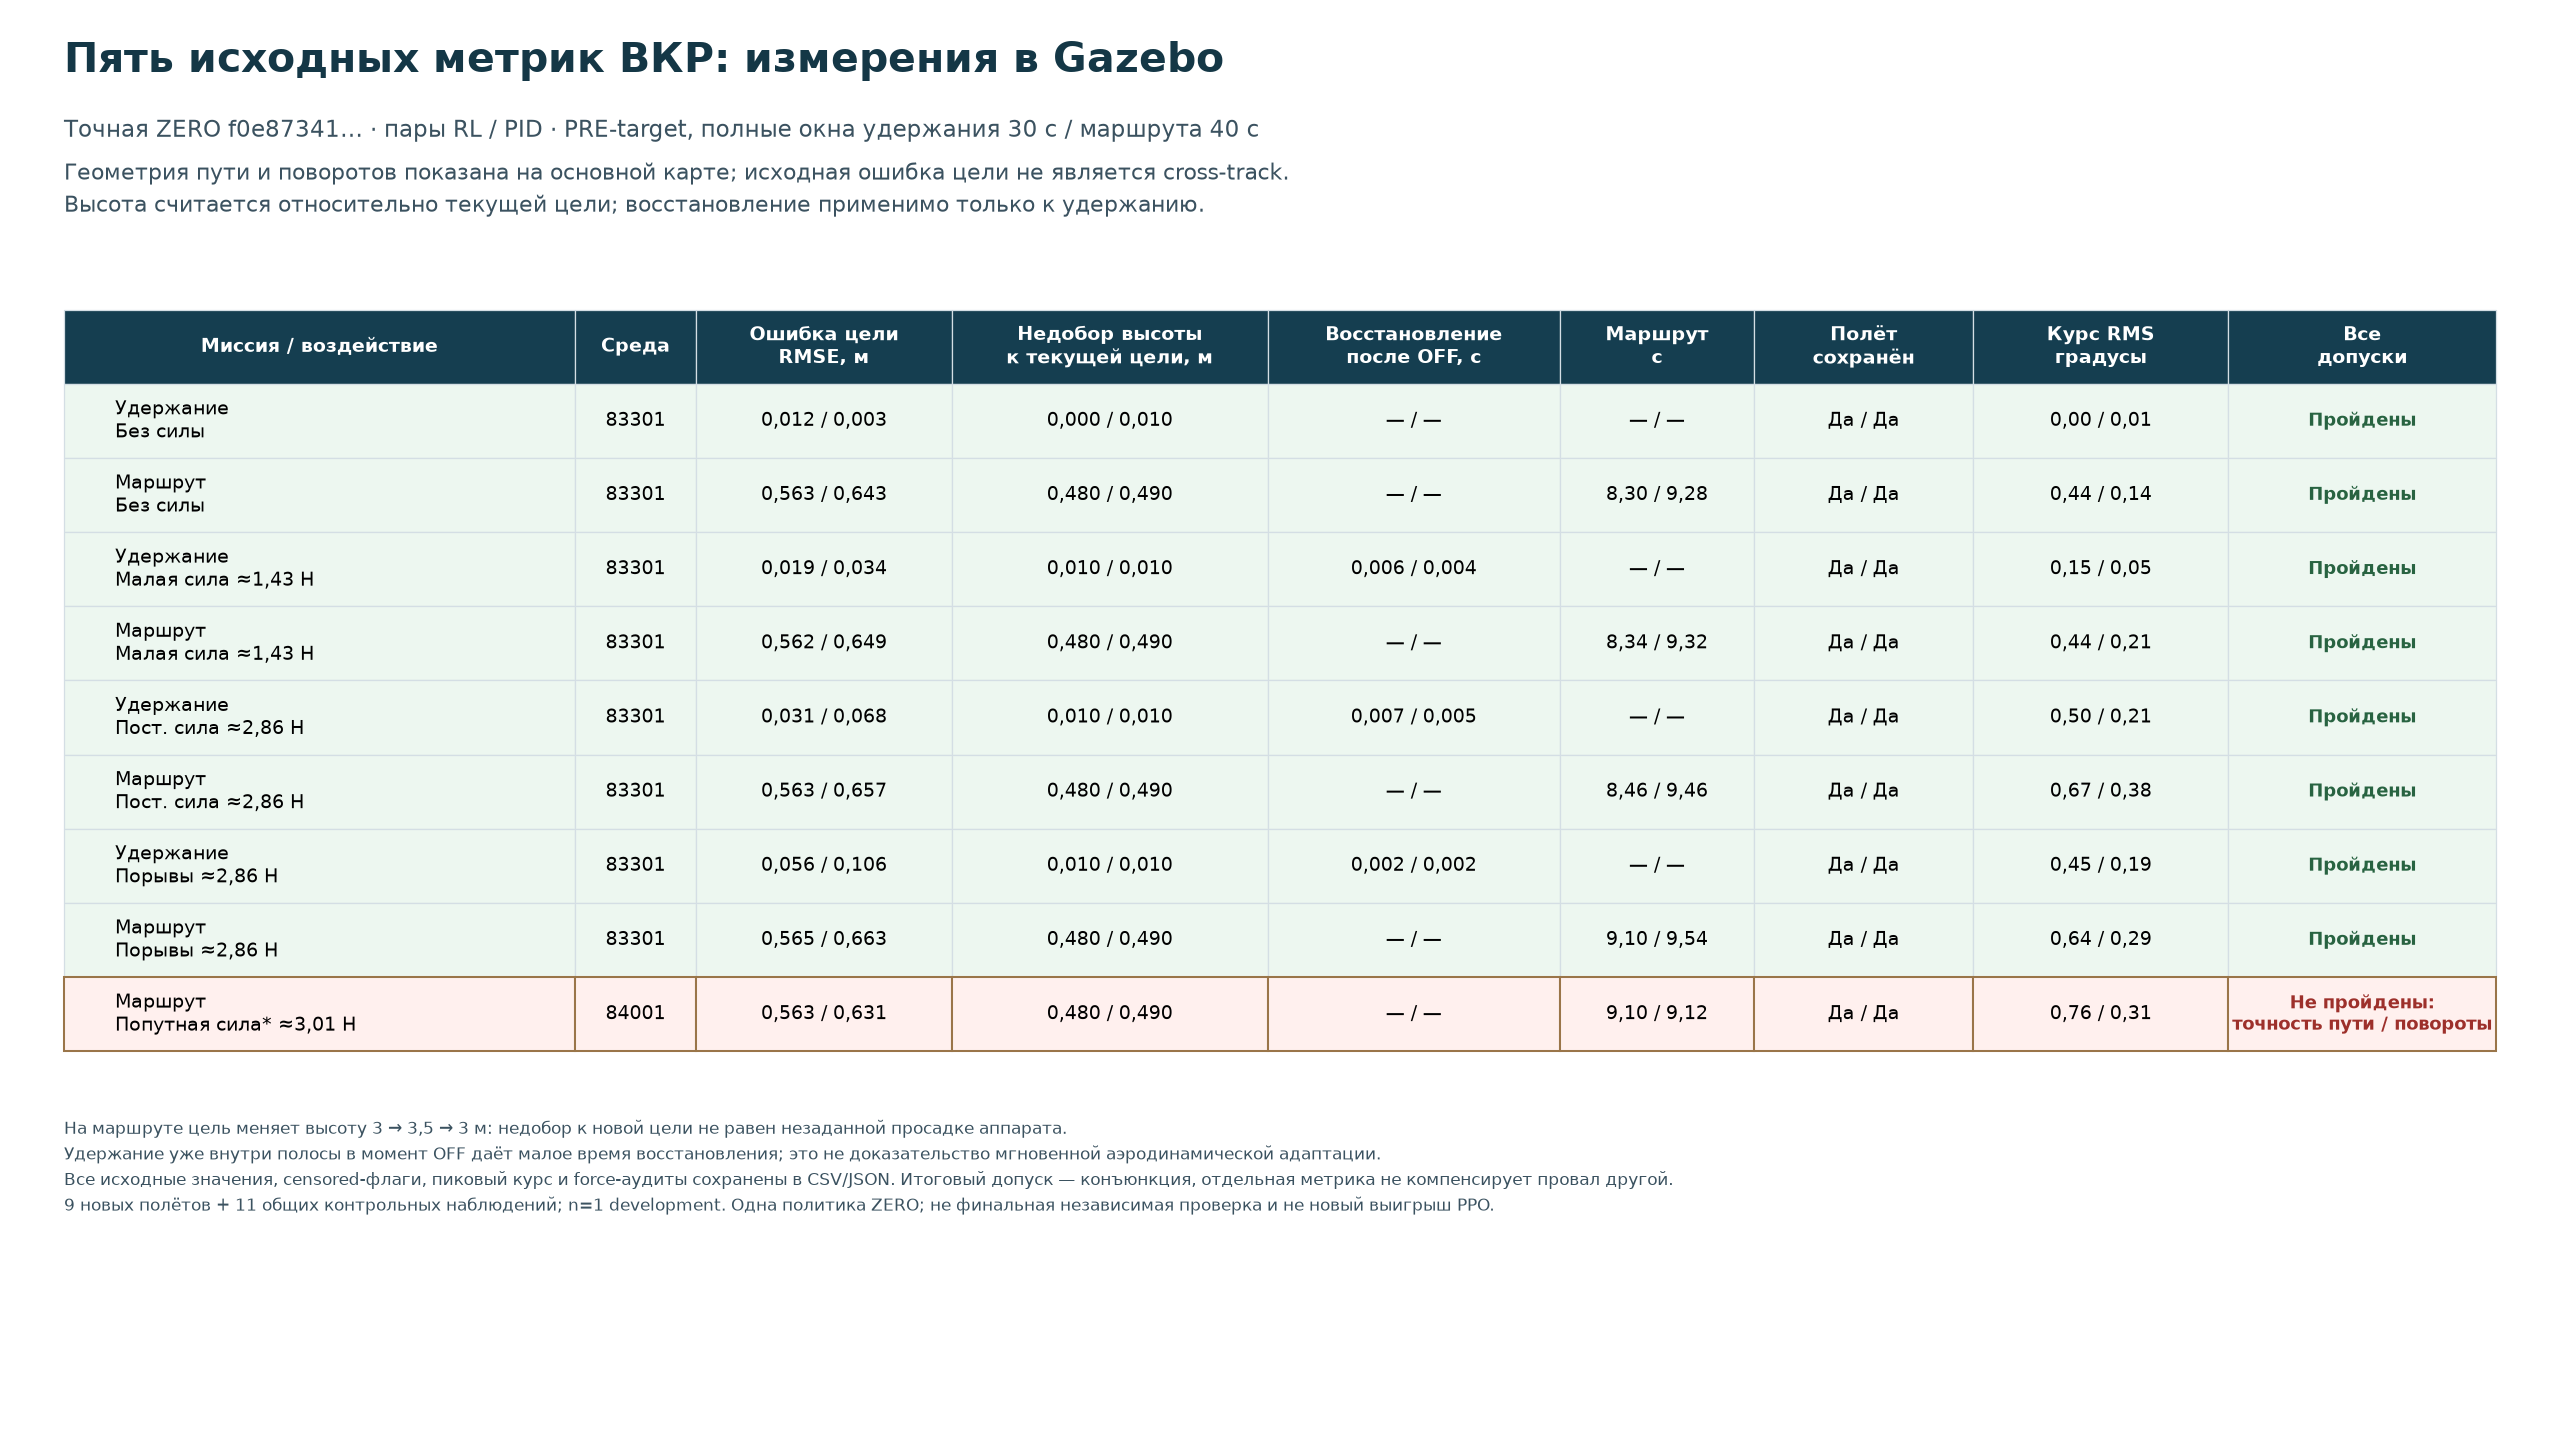 Пять исходных метрик ВКР: измерения в Gazebo
Точная ZERO f0e87341… · пары RL / PID · PRE-target, полные окна удержания 30 с / маршрута 40 с
Геометрия пути и поворотов показана на основной карте; исходная ошибка цели не является cross-track.
Высота считается относительно текущей цели; восстановление применимо только к удержанию.
Миссия / воздействие
Среда
Ошибка цели
RMSE, м
Недобор высоты
к текущей цели, м
Восстановление
после OFF, с
Маршрут
с
Полёт
сохранён
Курс RMS
градусы
Все
допуски
Удержание
Без силы
83301
0,012 / 0,003
0,000 / 0,010
— / —
— / —
Да / Да
0,00 / 0,01
Пройдены
Маршрут
Без силы
83301
0,563 / 0,643
0,480 / 0,490
— / —
8,30 / 9,28
Да / Да
0,44 / 0,14
Пройдены
Удержание
Малая сила ≈1,43 Н
83301
0,019 / 0,034
0,010 / 0,010
0,006 / 0,004
— / —
Да / Да
0,15 / 0,05
Пройдены
Маршрут
Малая сила ≈1,43 Н
83301
0,562 / 0,649
0,480 / 0,490
— / —
8,34 / 9,32
Да / Да
0,44 / 0,21
Пройдены
Удержание
Пост. сила ≈2,86 Н
83301
0,031 / 0,068
0,010 / 0,010
0,007 / 0,005
— / —
Да / Да
0,50 / 0,21
Пройдены
Маршрут
Пост. сила ≈2,86 Н
83301
0,563 / 0,657
0,480 / 0,490
— / —
8,46 / 9,46
Да / Да
0,67 / 0,38
Пройдены
Удержание
Порывы ≈2,86 Н
83301
0,056 / 0,106
0,010 / 0,010
0,002 / 0,002
— / —
Да / Да
0,45 / 0,19
Пройдены
Маршрут
Порывы ≈2,86 Н
83301
0,565 / 0,663
0,480 / 0,490
— / —
9,10 / 9,54
Да / Да
0,64 / 0,29
Пройдены
Маршрут
Попутная сила* ≈3,01 Н
84001
0,563 / 0,631
0,480 / 0,490
— / —
9,10 / 9,12
Да / Да
0,76 / 0,31
Не пройдены:
точность пути / повороты
На маршруте цель меняет высоту 3 → 3,5 → 3 м: недобор к новой цели не равен незаданной просадке аппарата.
Удержание уже внутри полосы в момент OFF даёт малое время восстановления; это не доказательство мгновенной аэродинамической адаптации.
Все исходные значения, censored-флаги, пиковый курс и force-аудиты сохранены в CSV/JSON. Итоговый допуск — конъюнкция, отдельная метрика не компенсирует провал другой.
9 новых полётов + 11 общих контрольных наблюдений; n=1 development. Одна политика ZERO; не финальная независимая проверка и не новый выигрыш PPO.